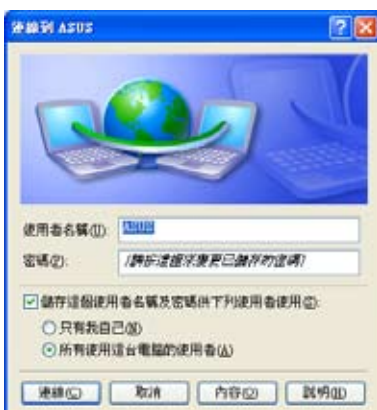 連線到 ASUS
使用者名稱(U): ASUS
密碼(P): [請按這裡來變更已儲存的密碼]
儲存這個使用者名稱及密碼供下列使用者使用(S):
只有我自己(N)
所有使用這台電腦的使用者(A)
連線(C) 取消 內容(O) 說明(H)